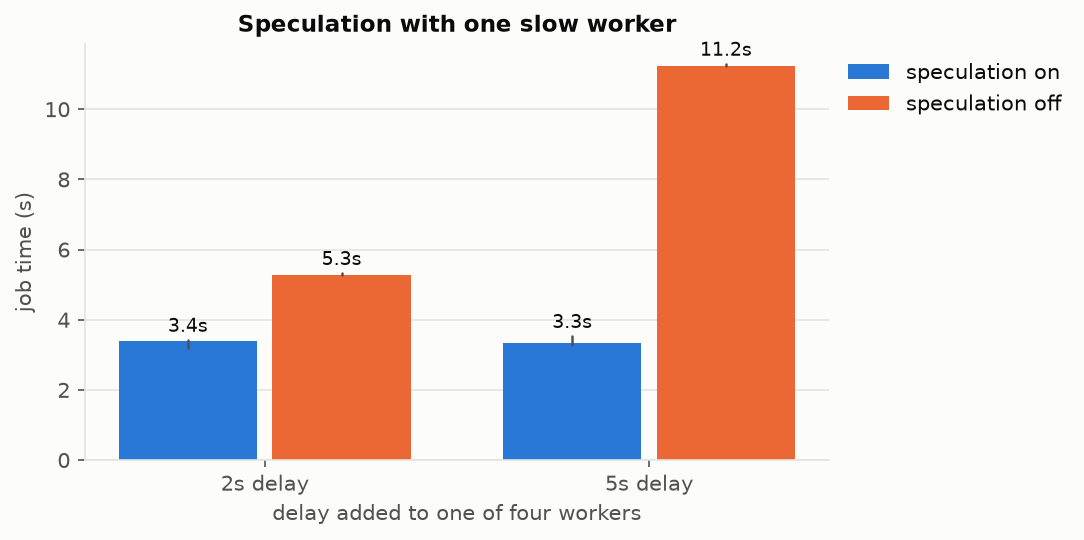 Speculation with one slow worker
11.2s
speculation on
speculation off
10
8
job time (s)
6
5.3s
3.4s
3.3s
4
2
0
2s delay
5s delay
delay added to one of four workers